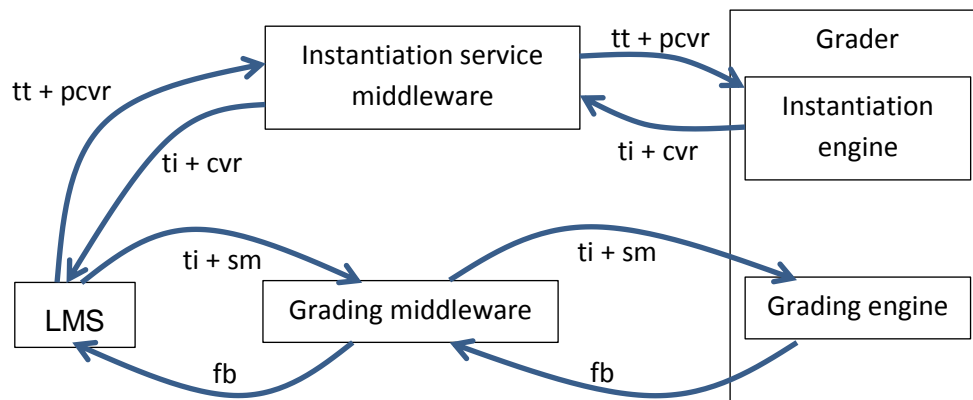 Instantiation service
middleware
tt + pcvr
Grader
tt + pcvr
Instantiation
engine
ti + cvr
ti + cvr
ti + sm
ti + sm
LMS
Grading middleware
Grading engine
fb
fb